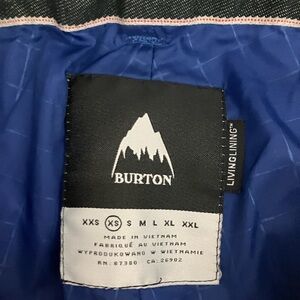 BURTON
XXS XS S M L XL XXL
MADE IN VIETNAM
FABRIQUÉ AU VIETNAM
WYPRODUKOWANO W WIETNAMIE
RN: 87380 CA: 26902
LIVINGLINING™